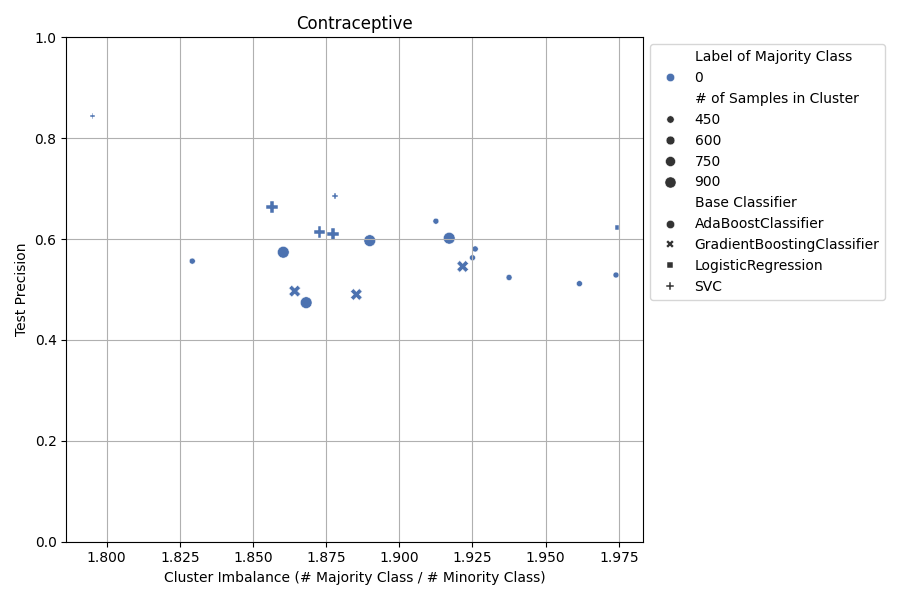 Contraceptive
1.0
0.8
0.6
0.4
0.2
0.0
Test Precision
1.800
1.825
1.850
1.875
1.900
1.925
1.950
1.975
Cluster Imbalance (# Majority Class / # Minority Class)
Label of Majority Class
0
# of Samples in Cluster
450
600
750
900
Base Classifier
AdaBoostClassifier
GradientBoostingClassifier
LogisticRegression
SVC